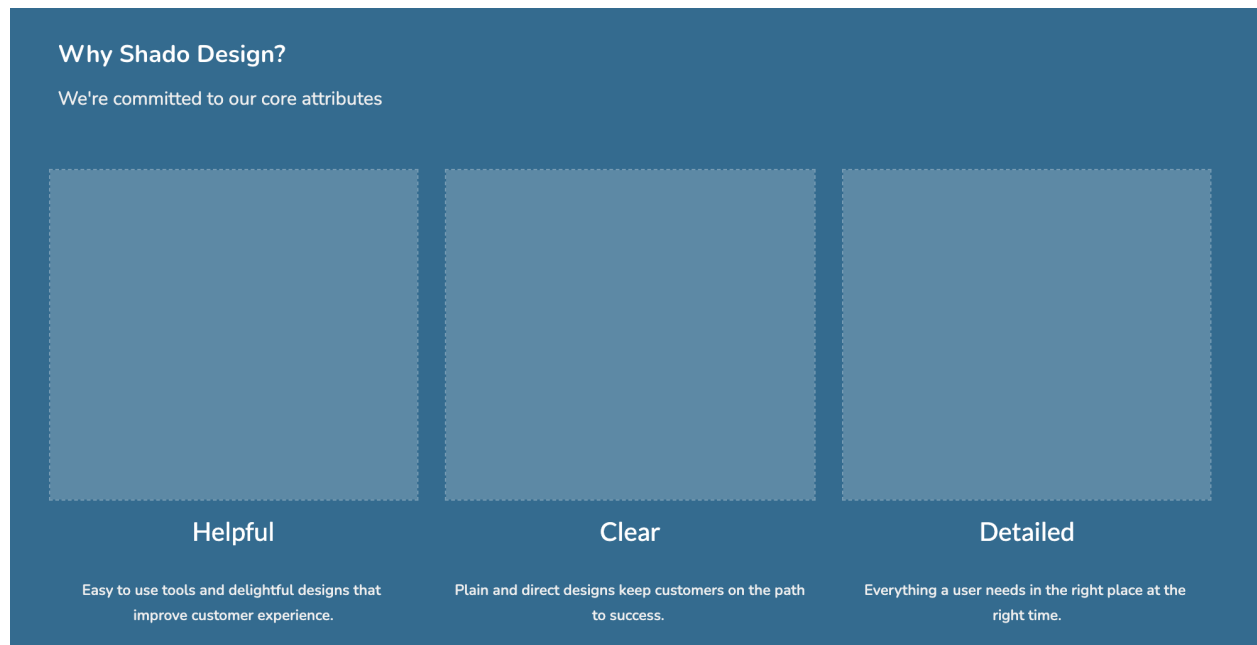 Why Shado Design?
We're committed to our core attributes
Helpful
Easy to use tools and delightful designs that
improve customer experience.
Clear
Plain and direct designs keep customers on the path
to success.
Detailed
Everything a user needs in the right place at the
right time.